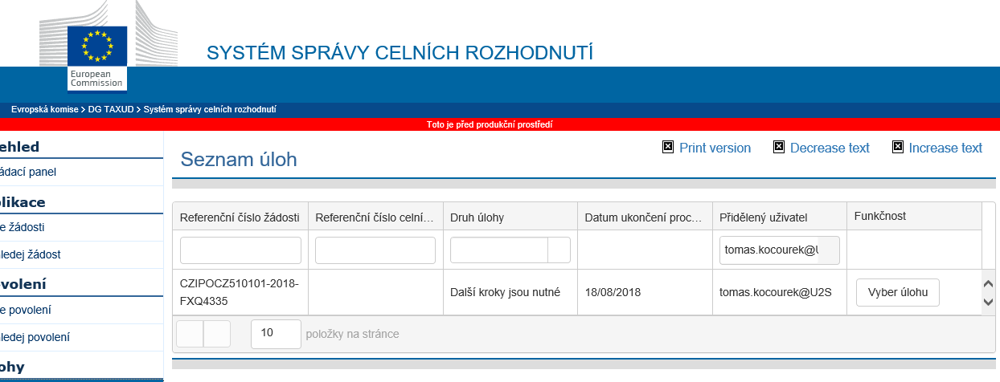 European
Commission
SYSTÉM SPRÁVY CELNÍCH ROZHODNUTÍ
Evropská komise > DG TAXUD > Systém správy celních rozhodnutí
Toto je před produkční prostředí
ehled
ádací panel
likace
e žádosti
ledej žádost
ovolení
e povolení
ledej povolení
ohy
Seznam úloh
Print version Decrease text Increase text
Referenční číslo žádosti Referenční číslo celní... Druh úlohy Datum ukončení proc... Přidělený uživatel Funkčnost
tomas.kocourek@U
CZIPOCZ510101-2018-
FXQ4335
Další kroky jsou nutné 18/08/2018 tomas.kocourek@U2S Vyber úlohu
10 položky na stránce